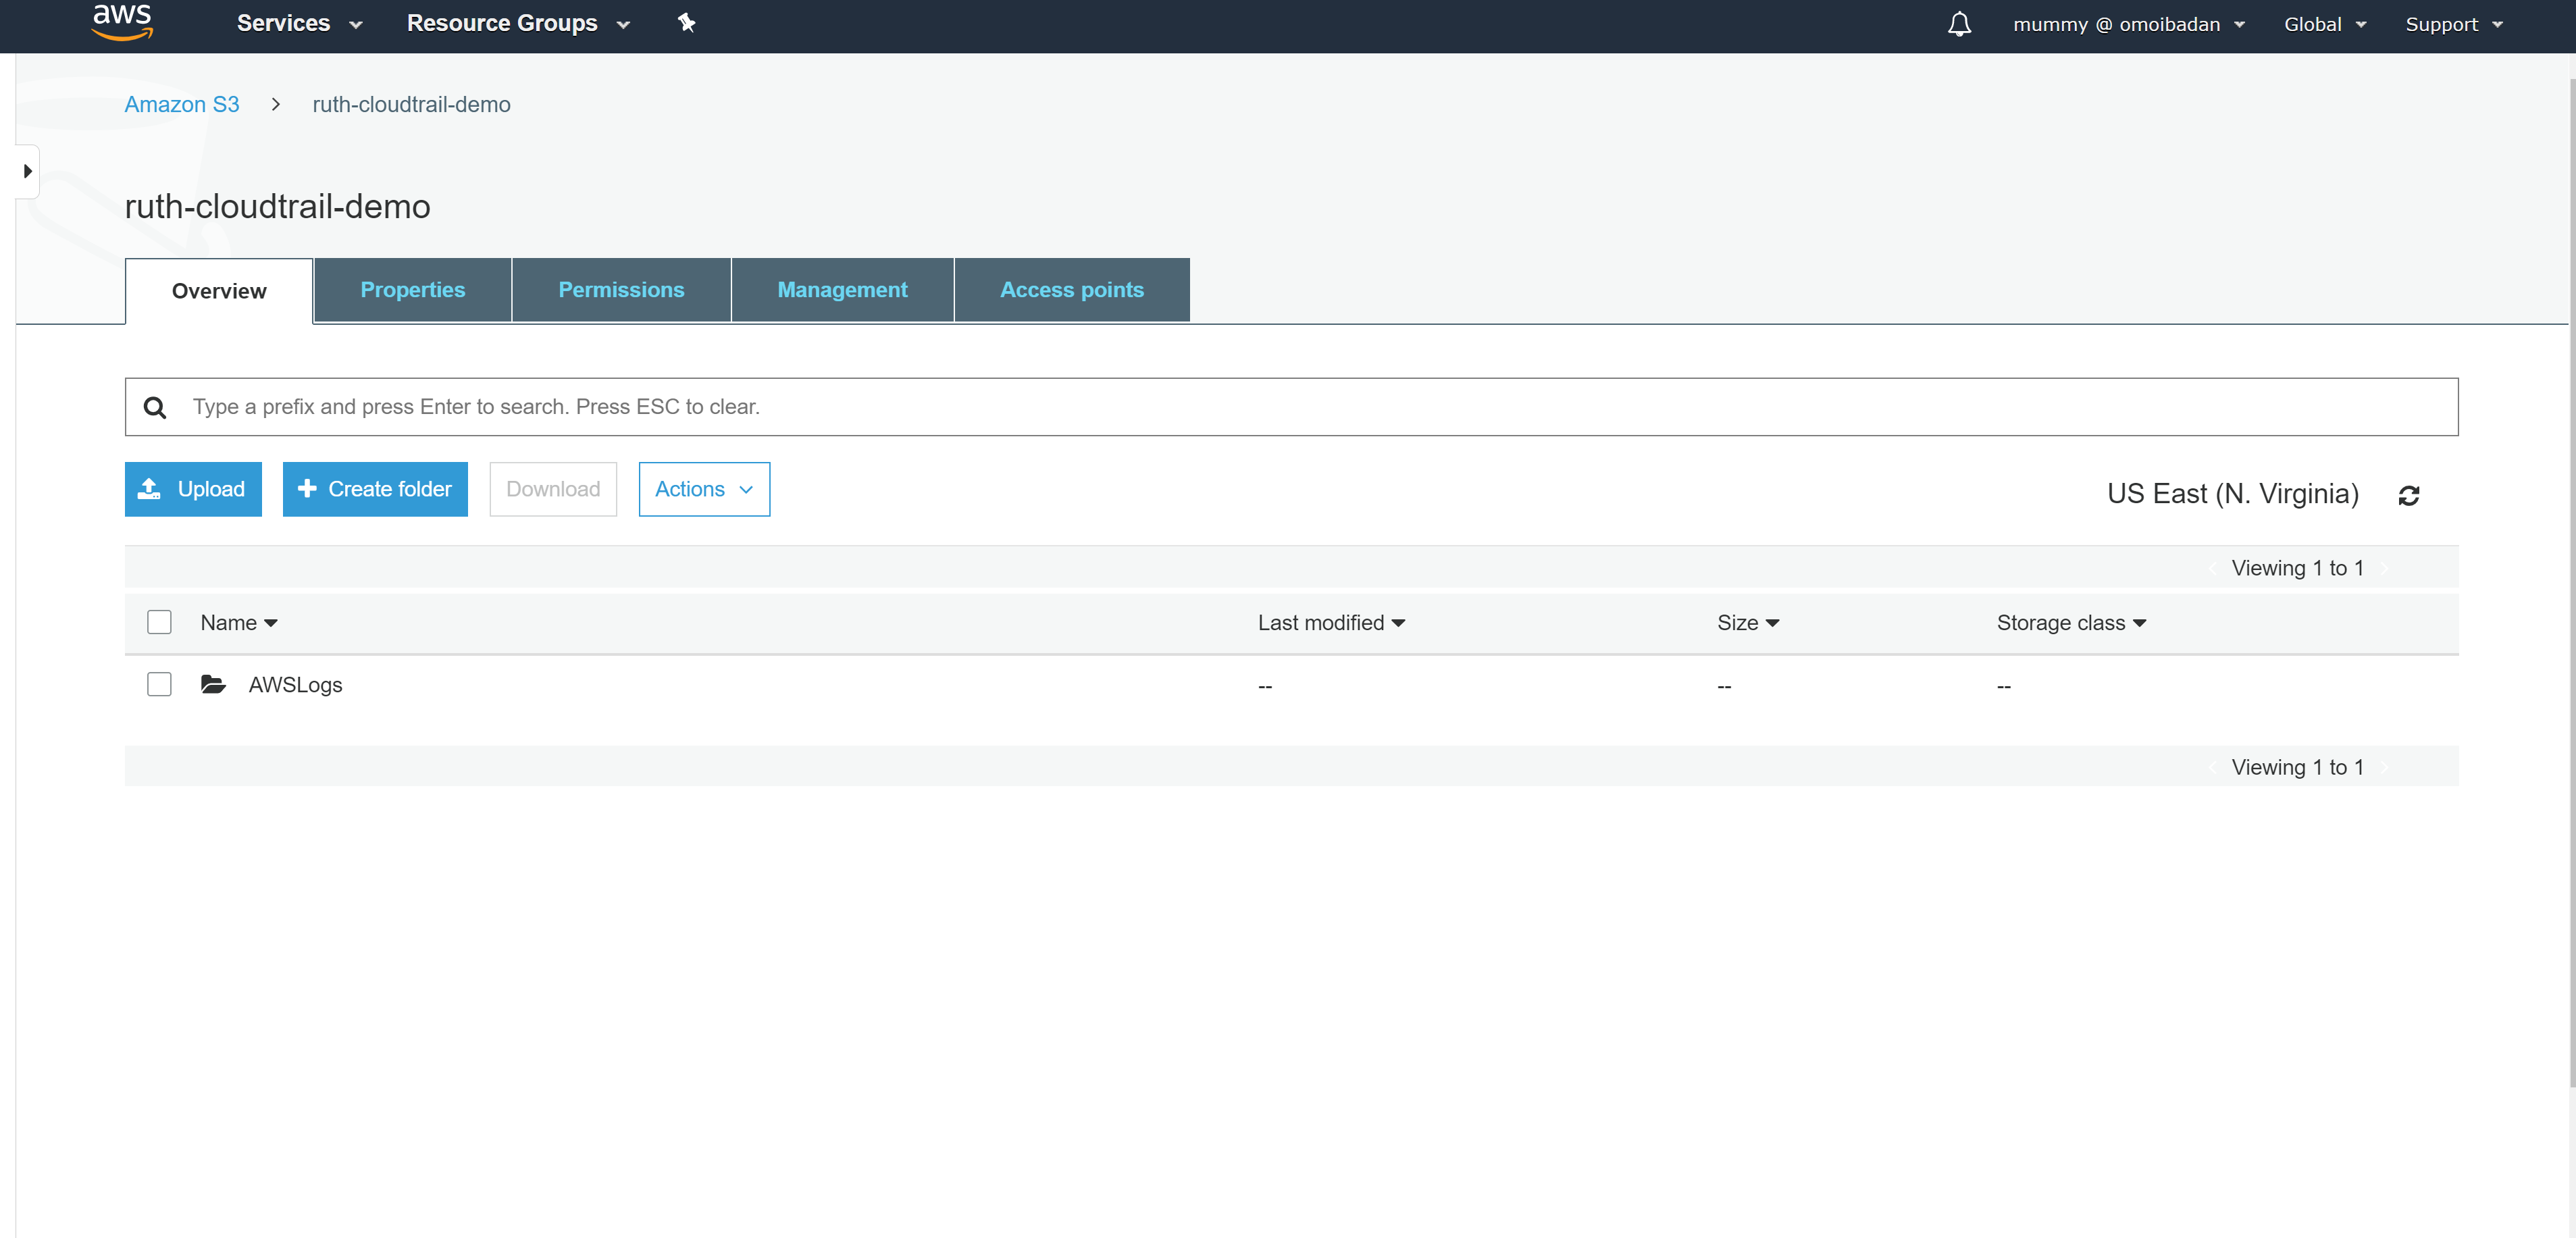 aws Services Resource Groups mummy @ omoibadan Global Support
Amazon S3 > ruth-cloudtrail-demo
ruth-cloudtrail-demo
Overview Properties Permissions Management Access points
Type a prefix and press Enter to search. Press ESC to clear.
Upload + Create folder Download Actions US East (N. Virginia)
Viewing 1 to 1
Name Last modified Size Storage class
AWSLogs -- -- --
Viewing 1 to 1